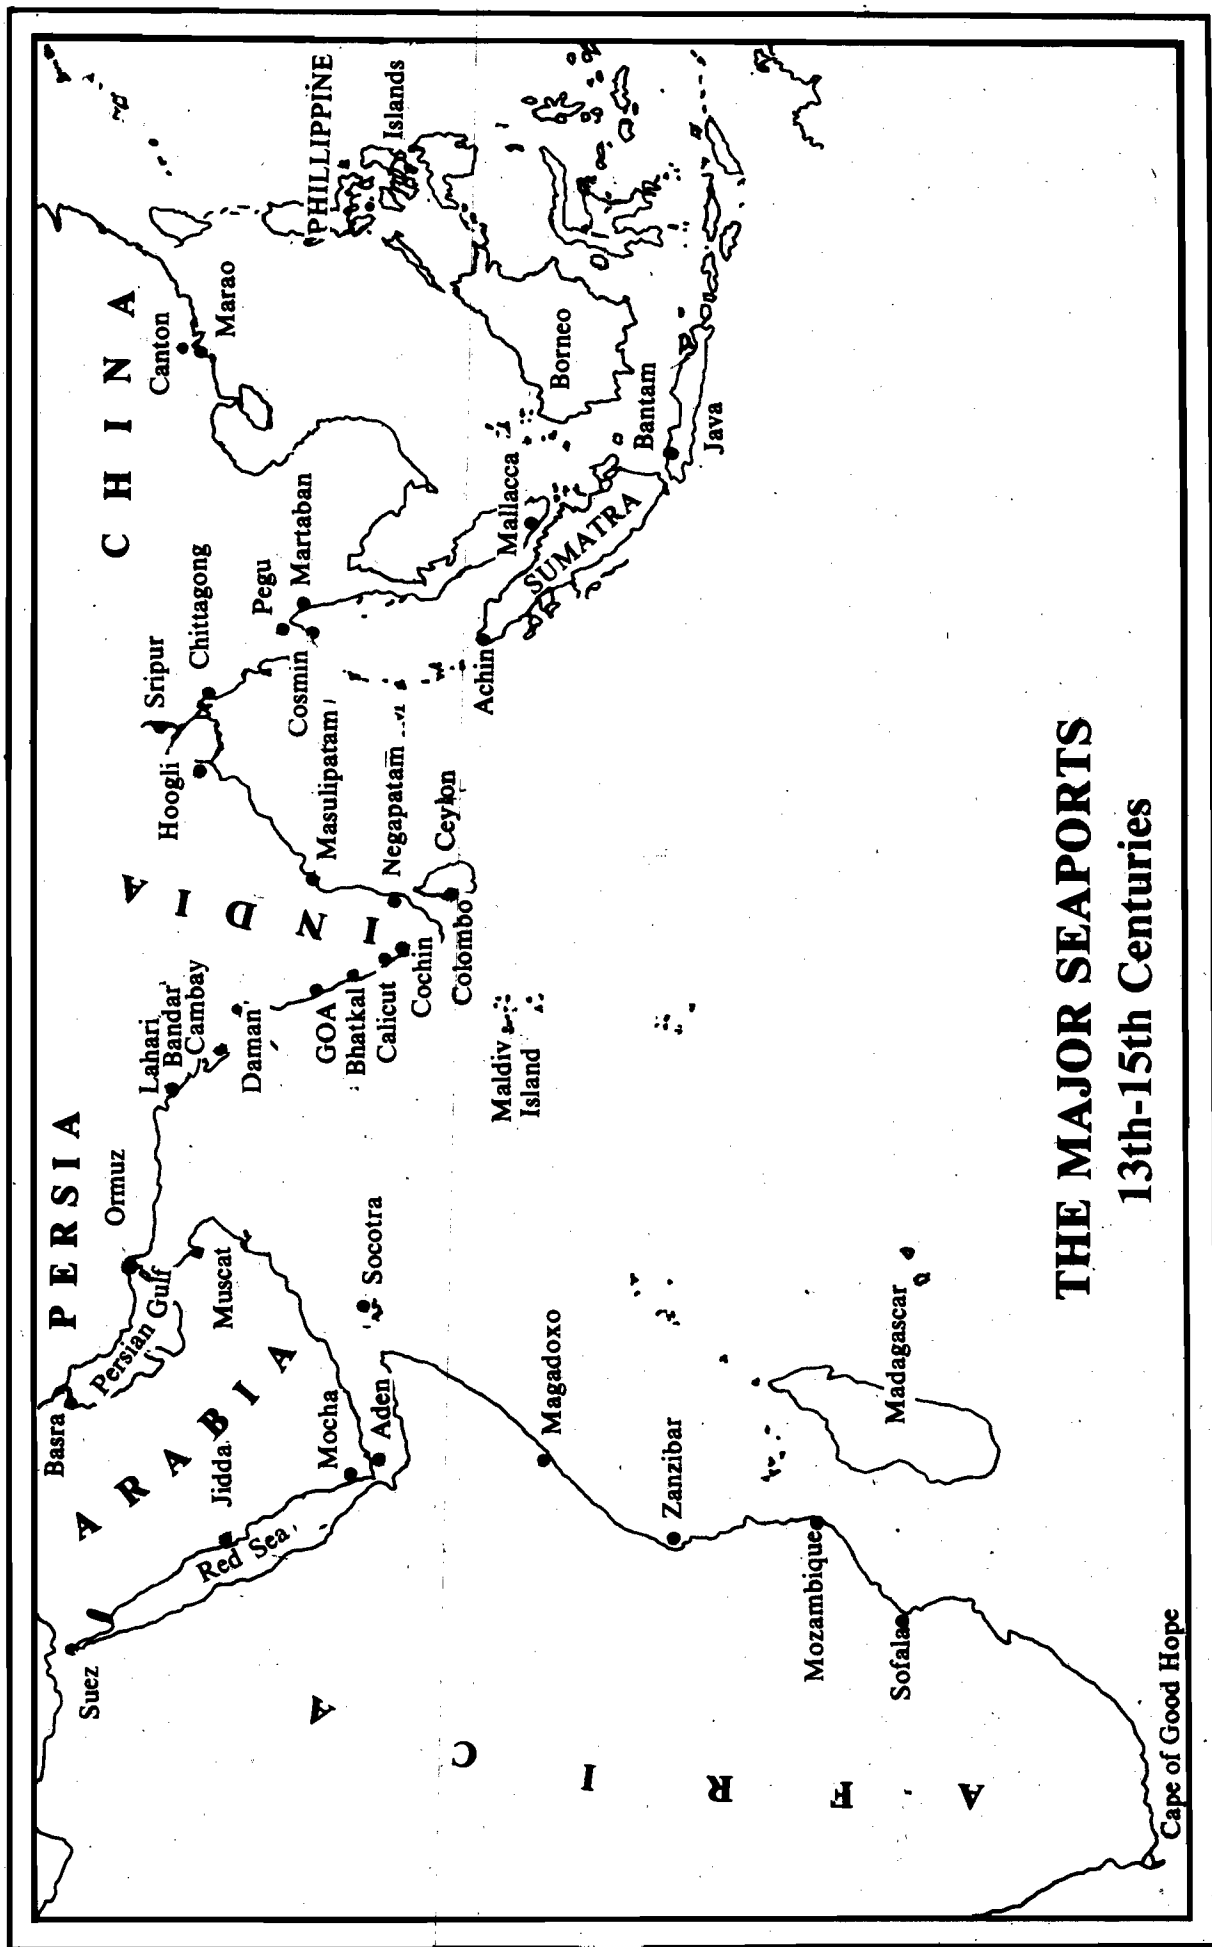 PERSIA
CHINA
ARABIA
INDIA
AFRICA
Suez
Basra
Persian Gulf
Ormuz
Muscat
Jidda
Red Sea
Mocha
Aden
Socotra
Magadoxo
Zanzibar
Mozambique
Sofala
Madagascar
Cape of Good Hope
Lahari
Bandar
Cambay
Daman
GOA
Bhatkal
Calicut
Cochin
Colombo
Ceylon
Negapatam
Masulipatam
Maldiv
Island
Hoogli
Sripur
Chittagong
Cosmin
Pegu
Martaban
Achin
Mallacca
SUMATRA
Bantam
Java
Borneo
Canton
Marao
PHILLIPPINE
Islands
THE MAJOR SEAPORTS
13th-15th Centuries